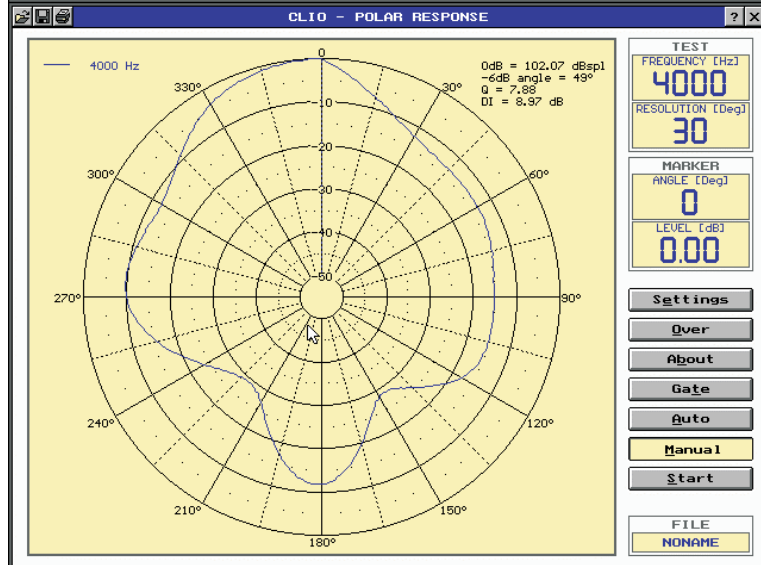 CLIO - POLAR RESPONSE
? X
4000 Hz
0dB = 102.07 dBspl
-6dB angle = 49°
Q = 7.88
DI = 8.97 dB
0
330°
30°
-10
-20
300°
60°
-30
-40
-50
270°
90°
240°
120°
210°
150°
180°
TEST
FREQUENCY [Hz]
4000
RESOLUTION [Deg]
30
MARKER
ANGLE [Deg]
0
LEVEL [dB]
0.00
Settings
Over
About
Gate
Auto
Manual
Start
FILE
NONAME